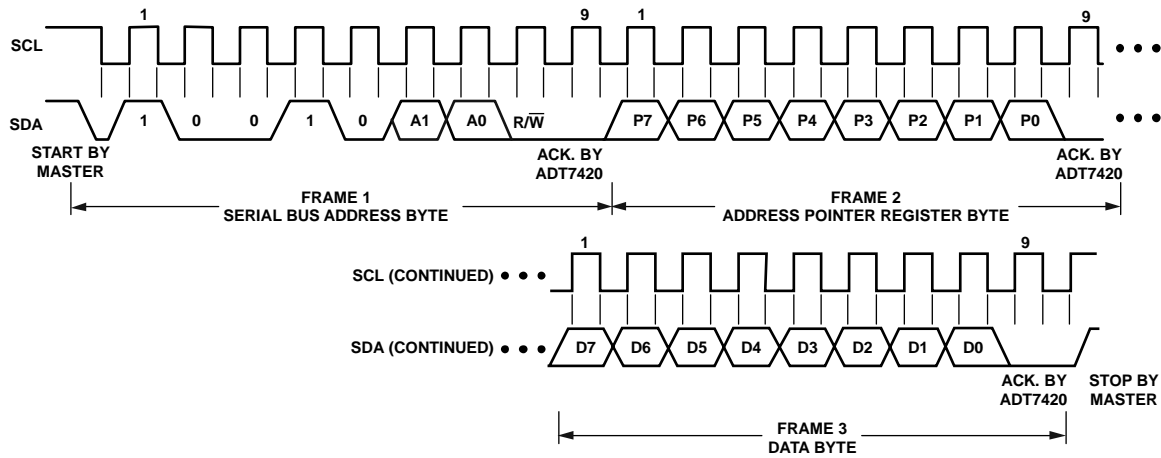 1 9 1 9
SCL
SDA 1 0 0 1 0 A1 A0 R/W̅ P7 P6 P5 P4 P3 P2 P1 P0
START BY
MASTER
ACK. BY
ADT7420
ACK. BY
ADT7420
FRAME 1
SERIAL BUS ADDRESS BYTE
FRAME 2
ADDRESS POINTER REGISTER BYTE
1 9
SCL (CONTINUED)
SDA (CONTINUED) D7 D6 D5 D4 D3 D2 D1 D0
ACK. BY
ADT7420
STOP BY
MASTER
FRAME 3
DATA BYTE